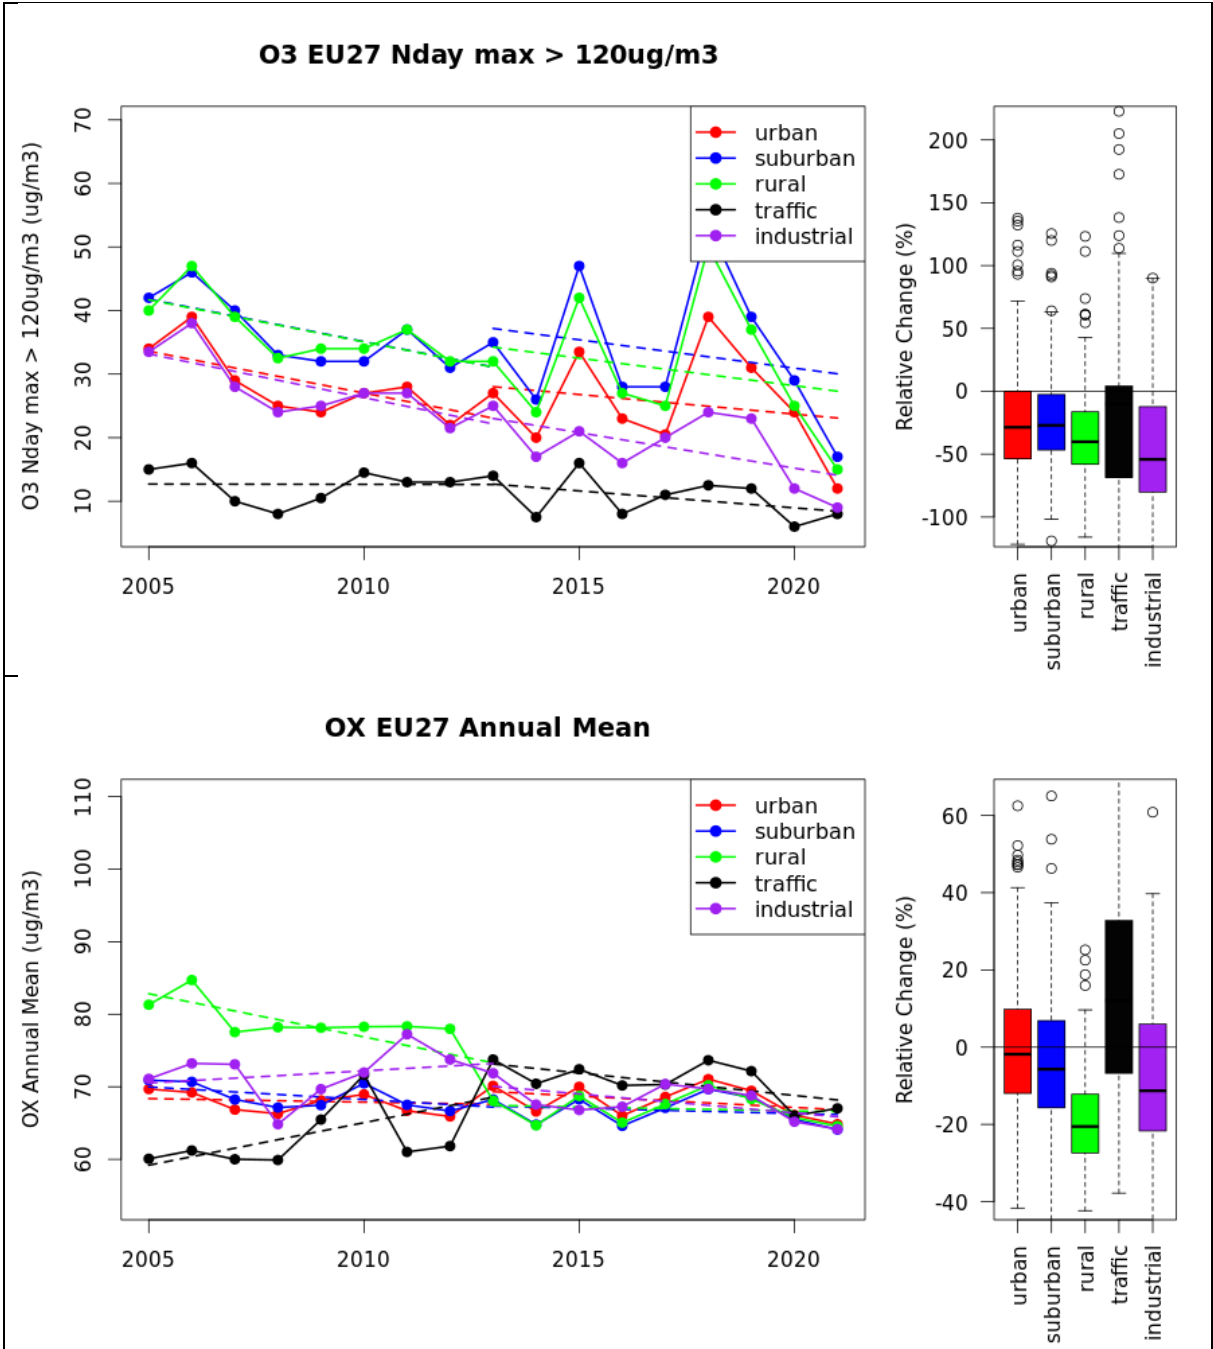 O3 EU27 Nday max > 120ug/m3
O3 Nday max > 120ug/m3 (ug/m3)
70
60
50
40
30
20
10
2005
2010
2015
2020
urban
suburban
rural
traffic
industrial
Relative Change (%)
200
150
100
50
0
-50
-100
urban
suburban
rural
traffic
industrial
OX EU27 Annual Mean
OX Annual Mean (ug/m3)
110
100
90
80
70
60
2005
2010
2015
2020
urban
suburban
rural
traffic
industrial
Relative Change (%)
60
40
20
0
-20
-40
urban
suburban
rural
traffic
industrial